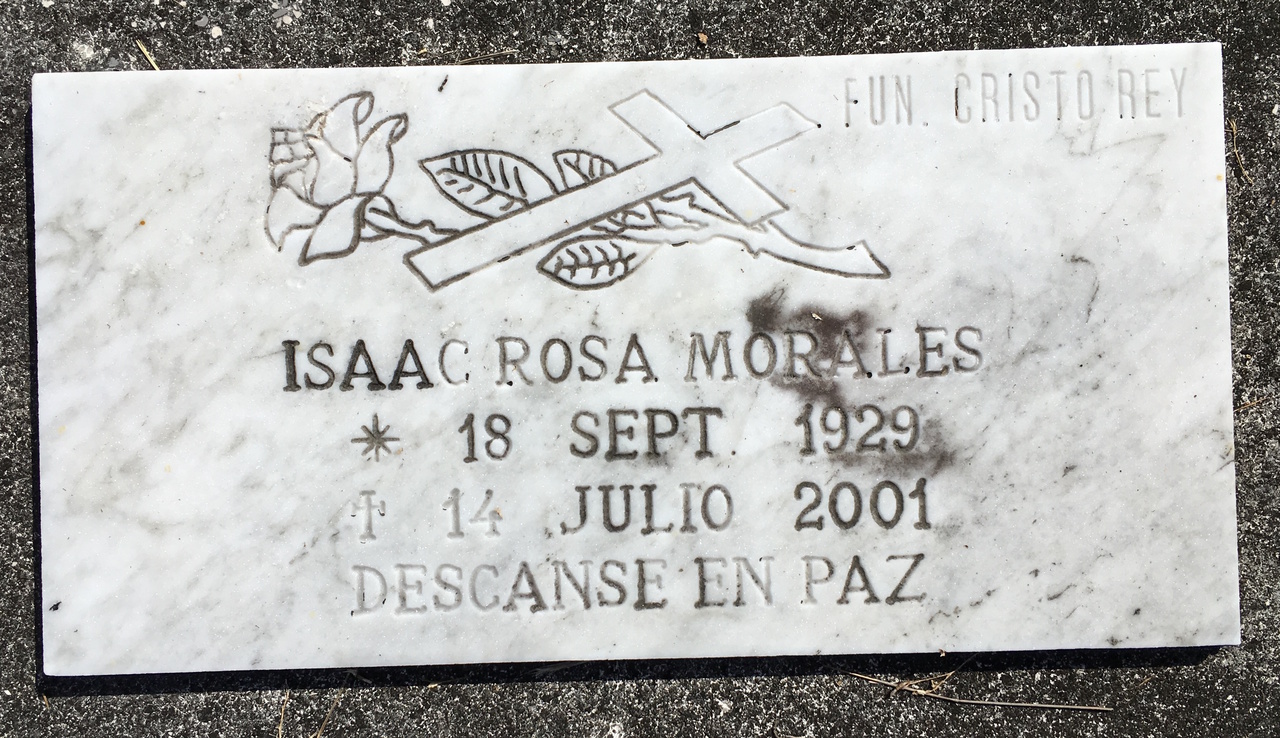 FUN. CRISTO REY
ISAAC ROSA MORALES
* 18 SEPT. 1929
† 14 JULIO 2001
DESCANSE EN PAZ